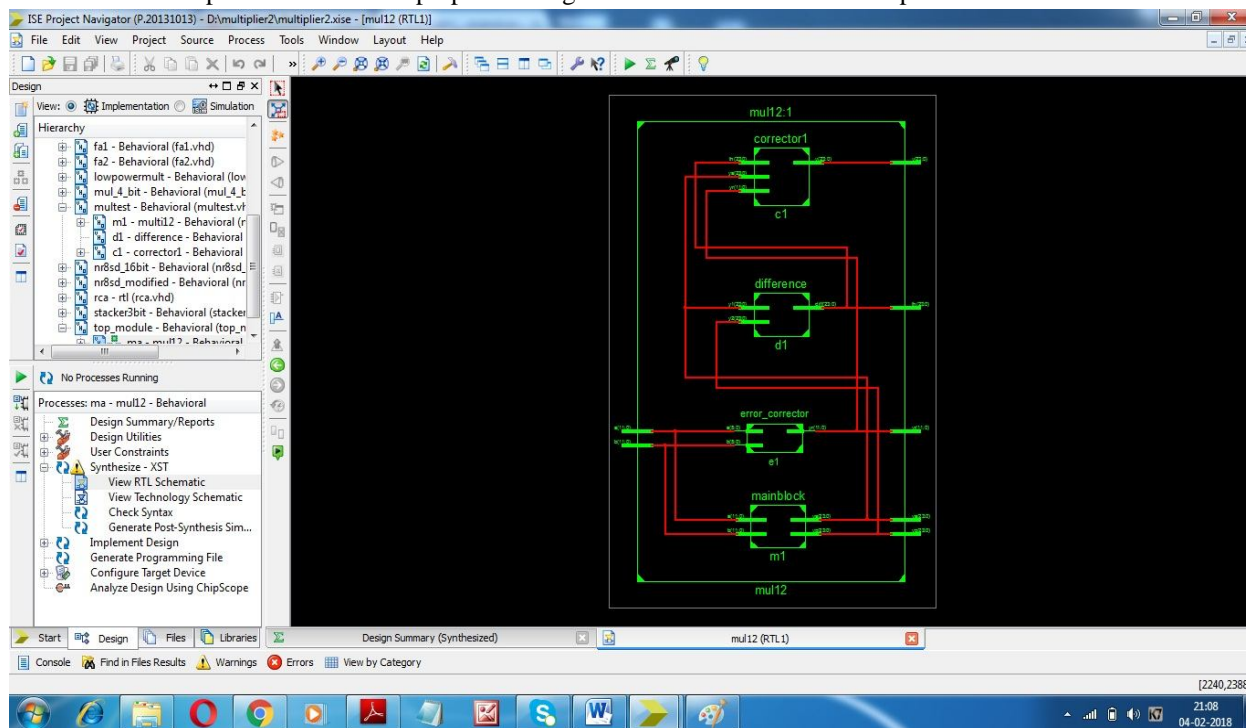 ISE Project Navigator (P.20131013) - D:\multiplier2\multiplier2.xise - [mul12 (RTL1)]
File Edit View Project Source Process Tools Window Layout Help
Design
View: Implementation Simulation
Hierarchy
fa1 - Behavioral (fa1.vhd)
fa2 - Behavioral (fa2.vhd)
lowpowermult - Behavioral (low
mul_4_bit - Behavioral (mul_4_b
multest - Behavioral (multest.vh
m1 - multi12 - Behavioral (r
d1 - difference - Behavioral
c1 - corrector1 - Behavioral
nr8sd_16bit - Behavioral (nr8sd_
nr8sd_modified - Behavioral (nr
rca - rtl (rca.vhd)
stacker3bit - Behavioral (stacker
top_module - Behavioral (top_n
ma - mul12 - Behavioral
No Processes Running
Processes: ma - mul12 - Behavioral
Design Summary/Reports
Design Utilities
User Constraints
Synthesize - XST
View RTL Schematic
View Technology Schematic
Check Syntax
Generate Post-Synthesis Sim...
Implement Design
Generate Programming File
Configure Target Device
Analyze Design Using ChipScope
mul12:1
corrector1
c1
difference
d1
error_corrector
e1
mainblock
m1
mul12
Start Design Files Libraries
Design Summary (Synthesized)
mul12 (RTL1)
Console Find in Files Results Warnings Errors View by Category
[2240,2388
21:08
04-02-2018